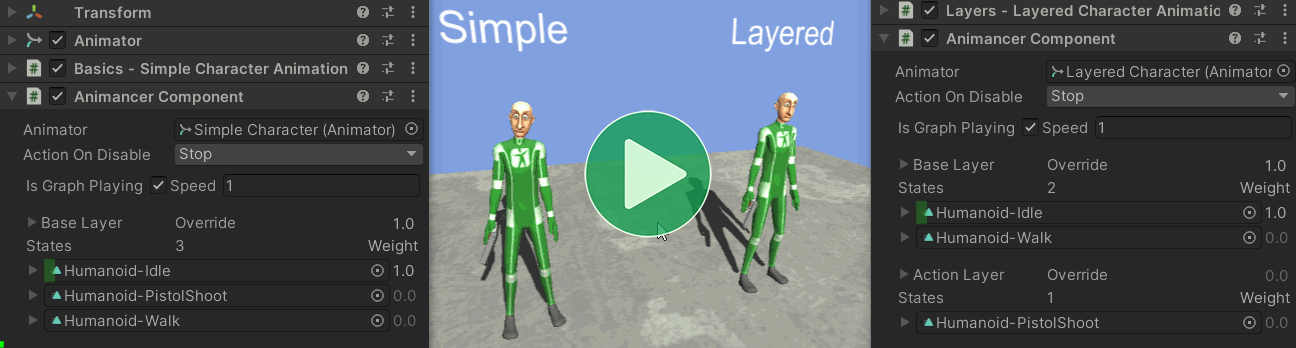 Transform
Animator
Basics - Simple Character Animation
Animancer Component
Animator
Simple Character (Animator)
Action On Disable
Stop
Is Graph Playing
Speed
1
Base Layer
Override
1.0
States
3
Weight
Humanoid-Idle
1.0
Humanoid-PistolShoot
0.0
Humanoid-Walk
0.0
Simple
Layered
Layers - Layered Character Animatio
Animancer Component
Animator
Layered Character (Animator
Action On Disable
Stop
Is Graph Playing
Speed
1
Base Layer
Override
1.0
States
2
Weight
Humanoid-Idle
1.0
Humanoid-Walk
0.0
Action Layer
Override
0.0
States
1
Weight
Humanoid-PistolShoot
0.0